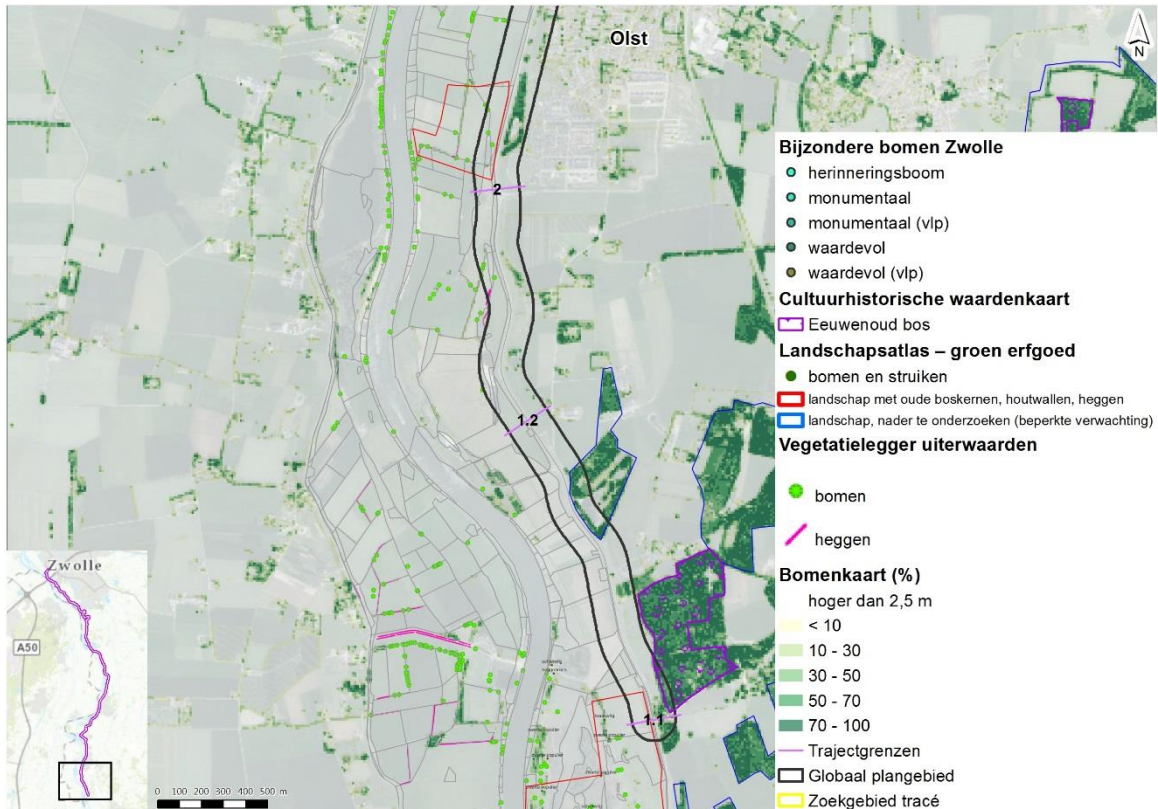 Olst
N
2
1.2
1.1
Bijzondere bomen Zwolle
herinneringsboom
monumentaal
monumentaal (vlp)
waardevol
waardevol (vlp)
Cultuurhistorische waardenkaart
Eeuwenoud bos
Landschapsatlas – groen erfgoed
bomen en struiken
landschap met oude boskernen, houtwallen, heggen
landschap, nader te onderzoeken (beperkte verwachting)
Vegetatielegger uiterwaarden
bomen
heggen
Bomenkaart (%)
hoger dan 2,5 m
< 10
10 - 30
30 - 50
50 - 70
70 - 100
Trajectgrenzen
Globaal plangebied
Zoekgebied tracé
Zwolle
A50
0 100 200 300 400 500 m